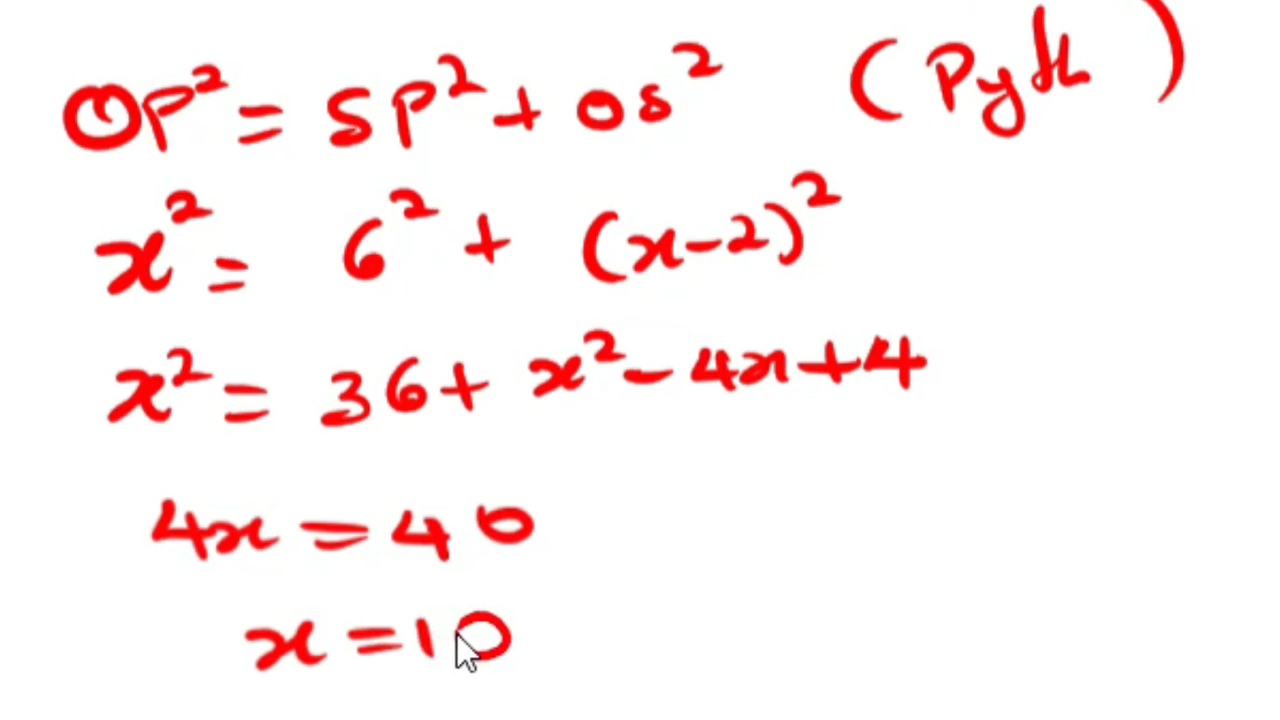 OP² = SP² + OS² (Pyth)
x² = 6² + (x-2)²
x² = 36 + x² - 4x + 4
4x = 40
x = 10